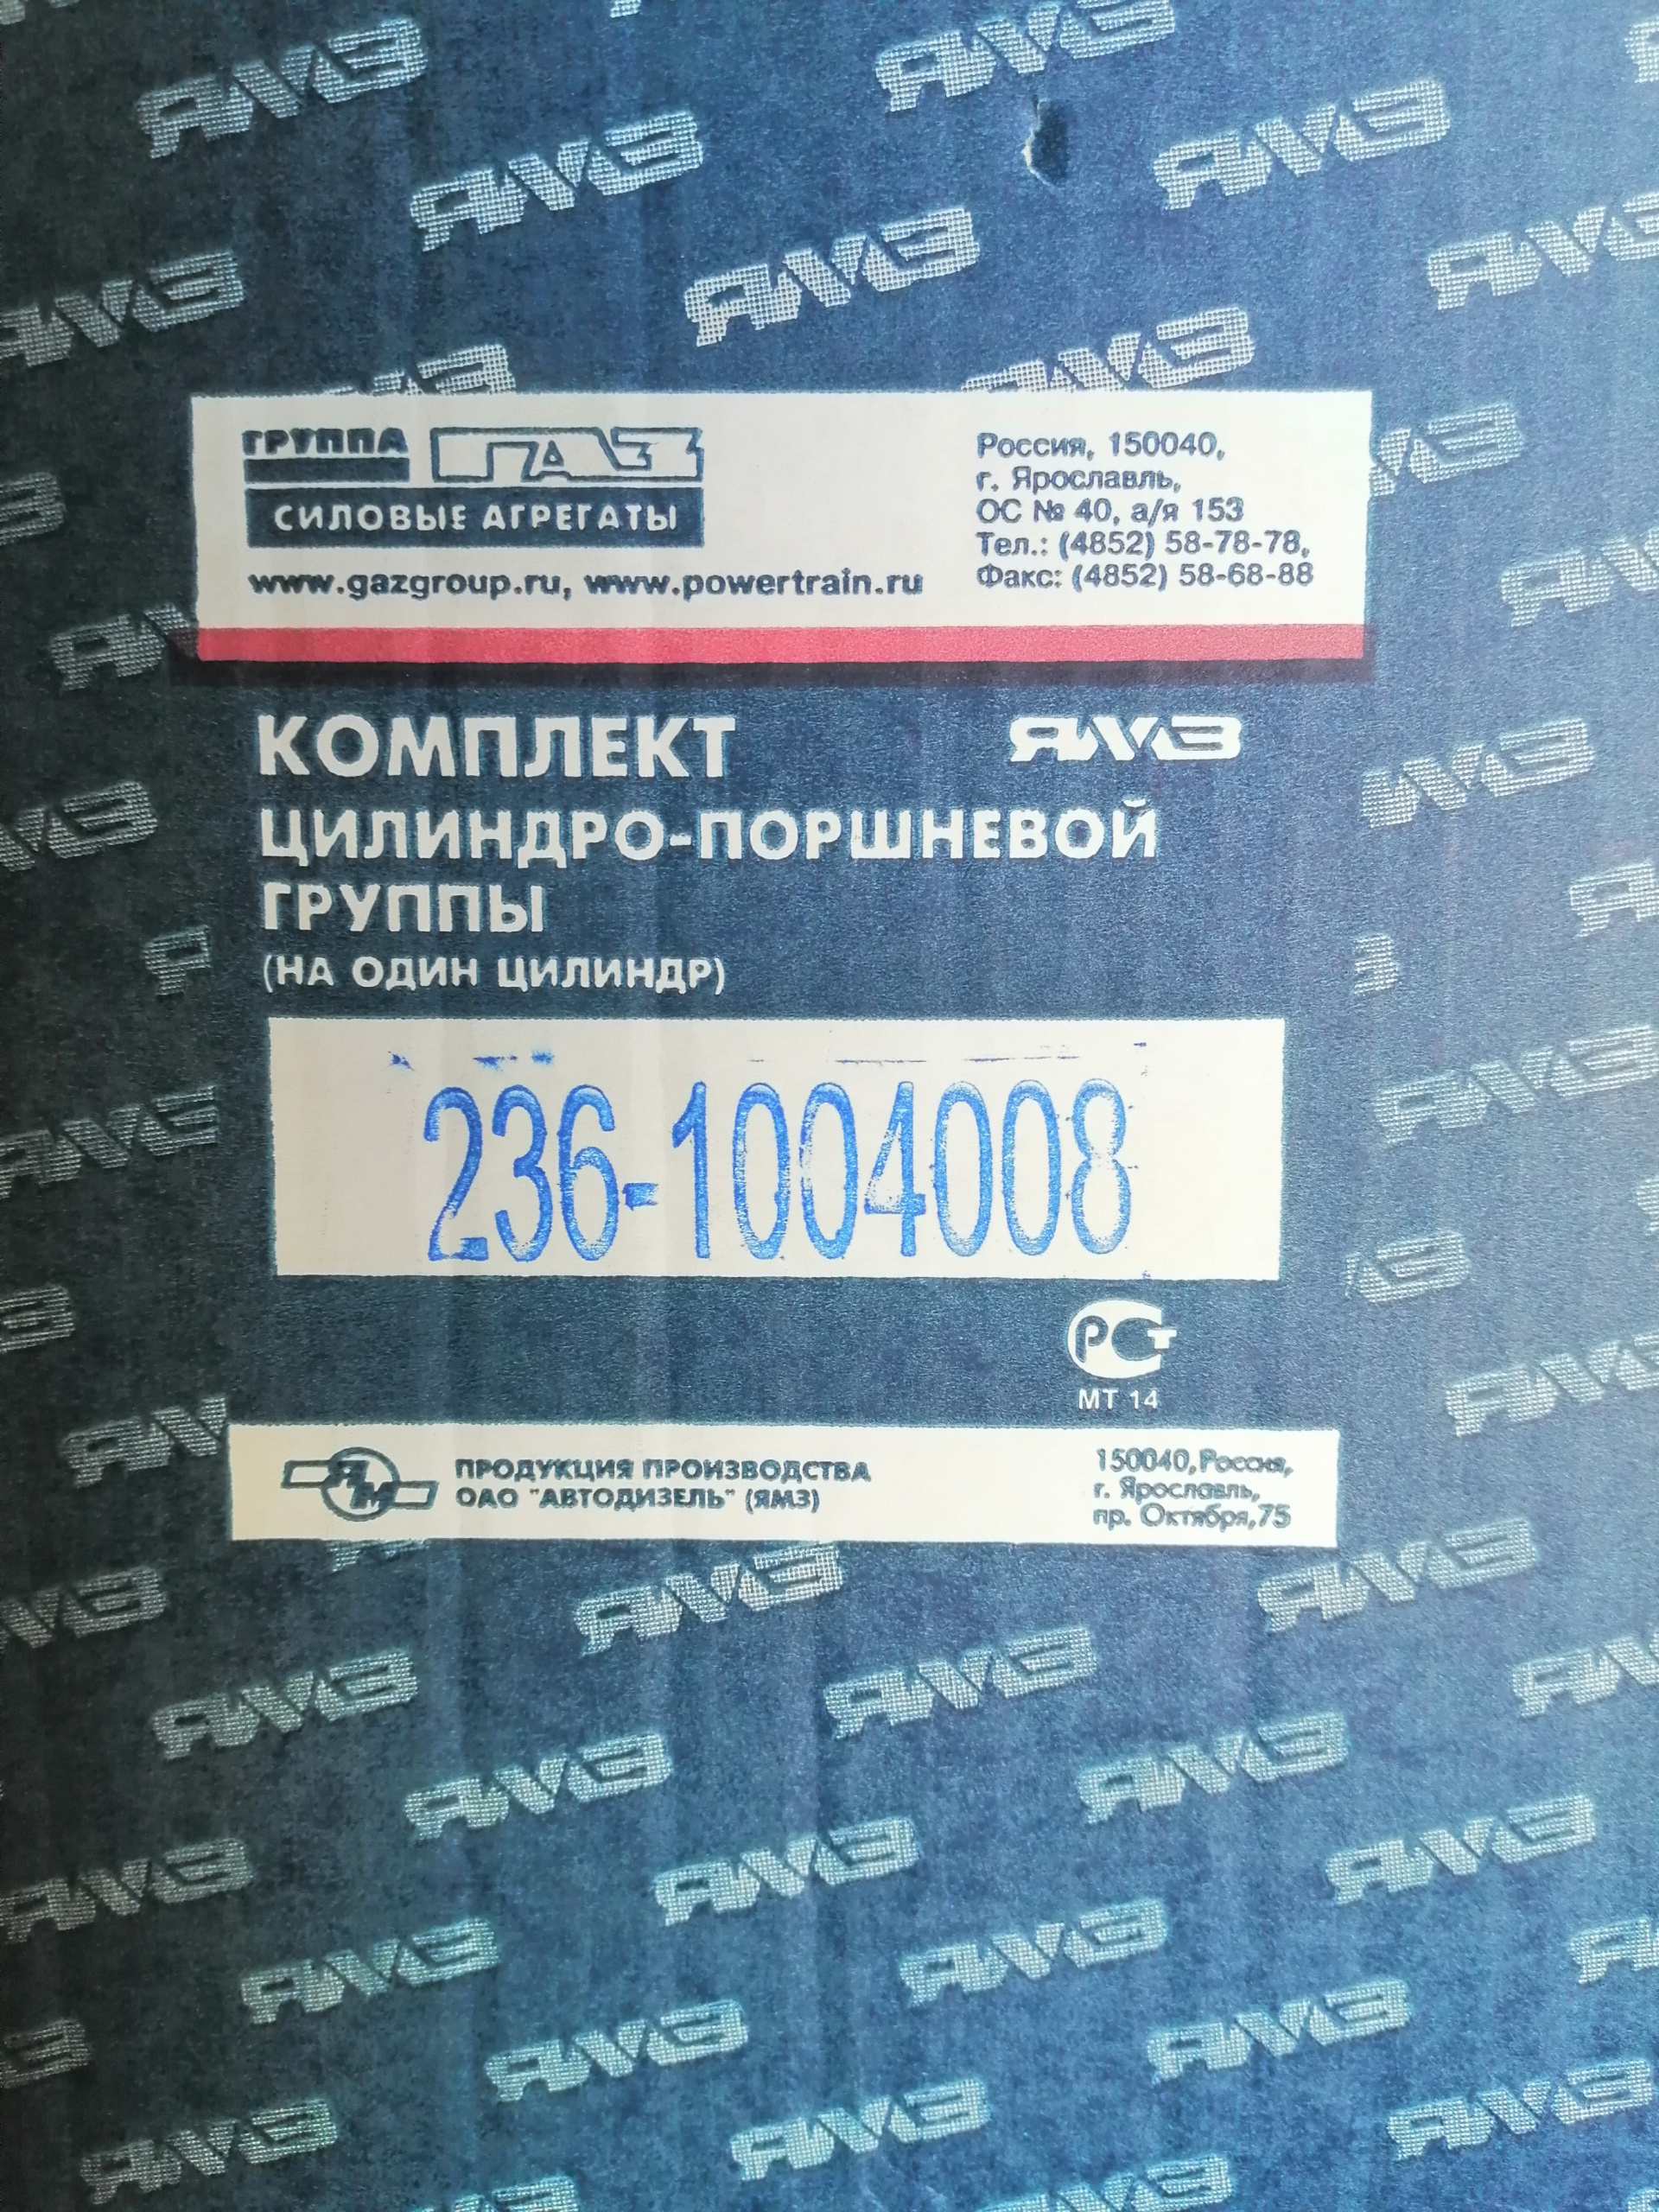 ГРУППА ГАЗ
СИЛОВЫЕ АГРЕГАТЫ
www.gazgroup.ru, www.powertrain.ru
Россия, 150040,
г. Ярославль,
ОС № 40, а/я 153
Тел.: (4852) 58-78-78,
Факс: (4852) 58-68-88
КОМПЛЕКТ
ЯМЗ
ЦИЛИНДРО-ПОРШНЕВОЙ
ГРУППЫ
(НА ОДИН ЦИЛИНДР)
236-1004008
РСТ
МТ 14
ЯМ
ПРОДУКЦИЯ ПРОИЗВОДСТВА
ОАО "АВТОДИЗЕЛЬ" (ЯМЗ)
150040, Россия,
г. Ярославль,
пр. Октября, 75